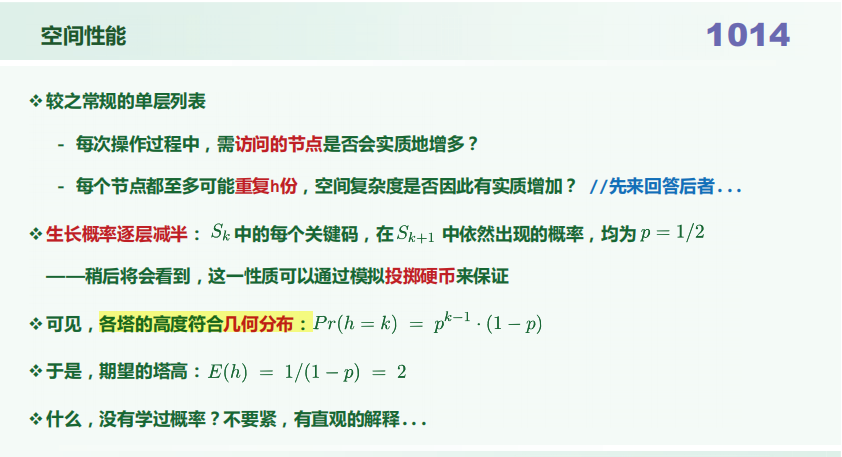 空间性能
1014
❖较之常规的单层列表
- 每次操作过程中，需访问的节点是否会实质地增多？
- 每个节点都至多可能重复h份，空间复杂度是否因此有实质增加？ //先来回答后者...
❖生长概率逐层减半： S_k 中的每个关键码，在 S_{k+1} 中依然出现的概率，均为 p = 1/2
——稍后将会看到，这一性质可以通过模拟投掷硬币来保证
❖可见，各塔的高度符合几何分布： Pr(h = k) = p^{k-1} · (1 - p)
❖于是，期望的塔高： E(h) = 1/(1 - p) = 2
❖什么，没有学过概率？不要紧，有直观的解释...